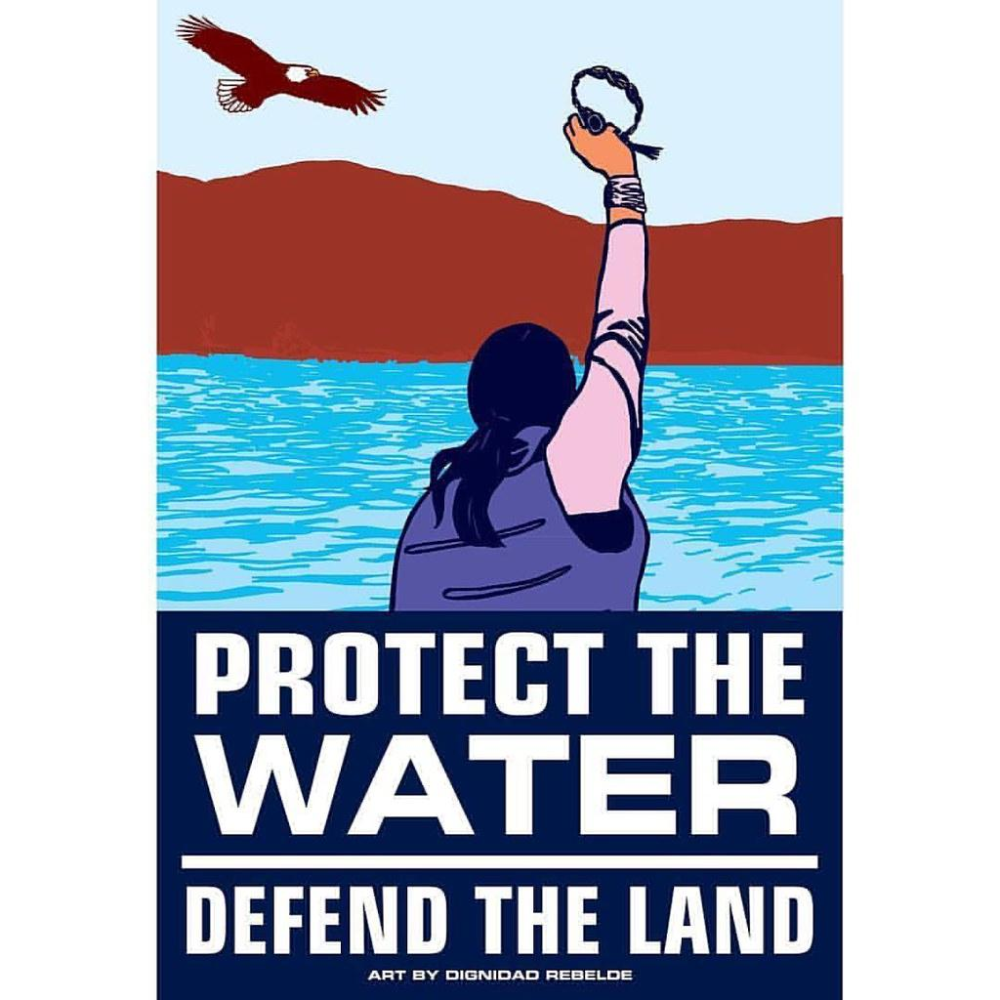 PROTECT THE
WATER
DEFEND THE LAND
ART BY DIGNIDAD REBELDE